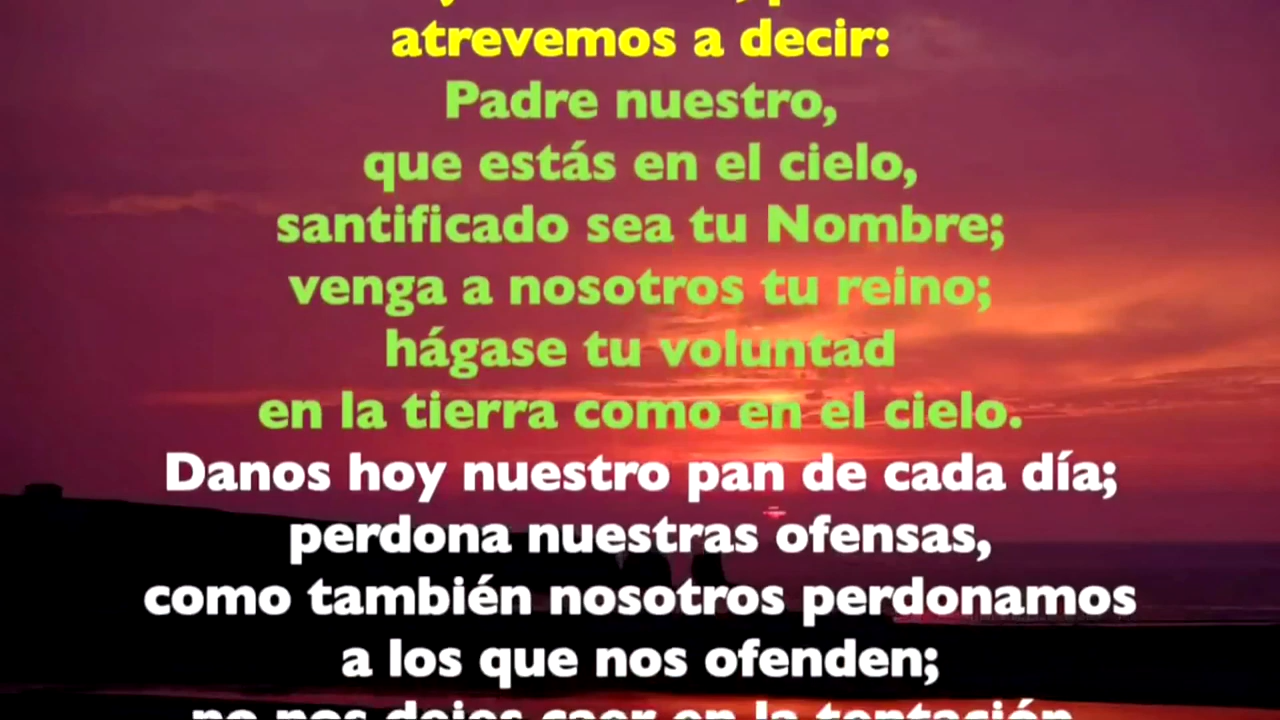 atrevemos a decir:
Padre nuestro,
que estás en el cielo,
santificado sea tu Nombre;
venga a nosotros tu reino;
hágase tu voluntad
en la tierra como en el cielo.
Danos hoy nuestro pan de cada día;
perdona nuestras ofensas,
como también nosotros perdonamos
a los que nos ofenden;
no nos dejes caer en la tentación